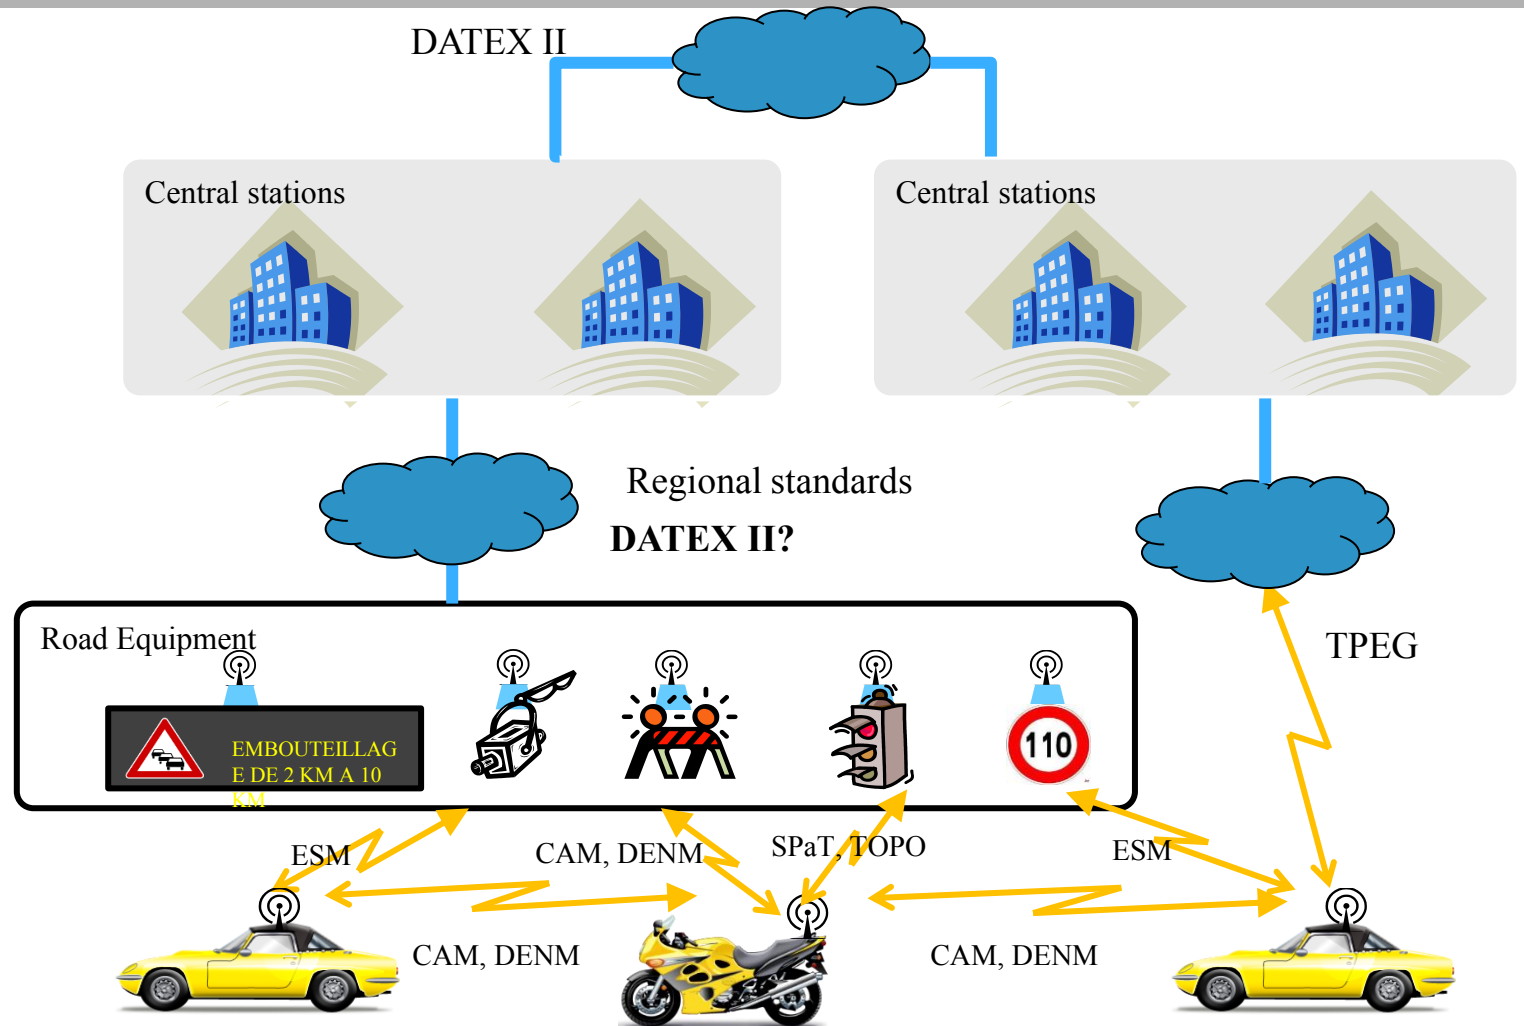 DATEX II
Central stations
Central stations
Regional standards
DATEX II?
Road Equipment
TPEG
EMBOUTEILLAG
E DE 2 KM A 10
KM
110
ESM
CAM, DENM
SPaT, TOPO
ESM
CAM, DENM
CAM, DENM